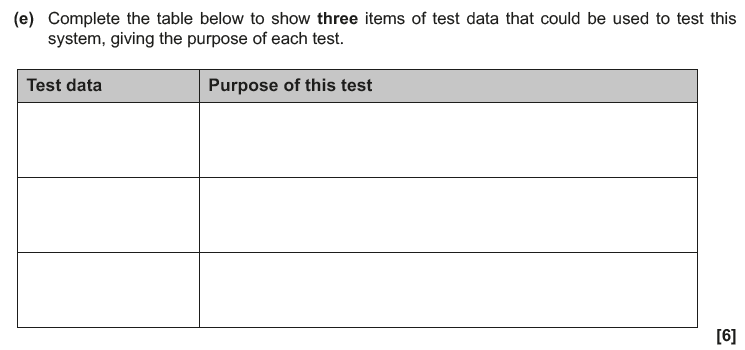 (e) Complete the table below to show three items of test data that could be used to test this
system, giving the purpose of each test.
Test data Purpose of this test
[6]